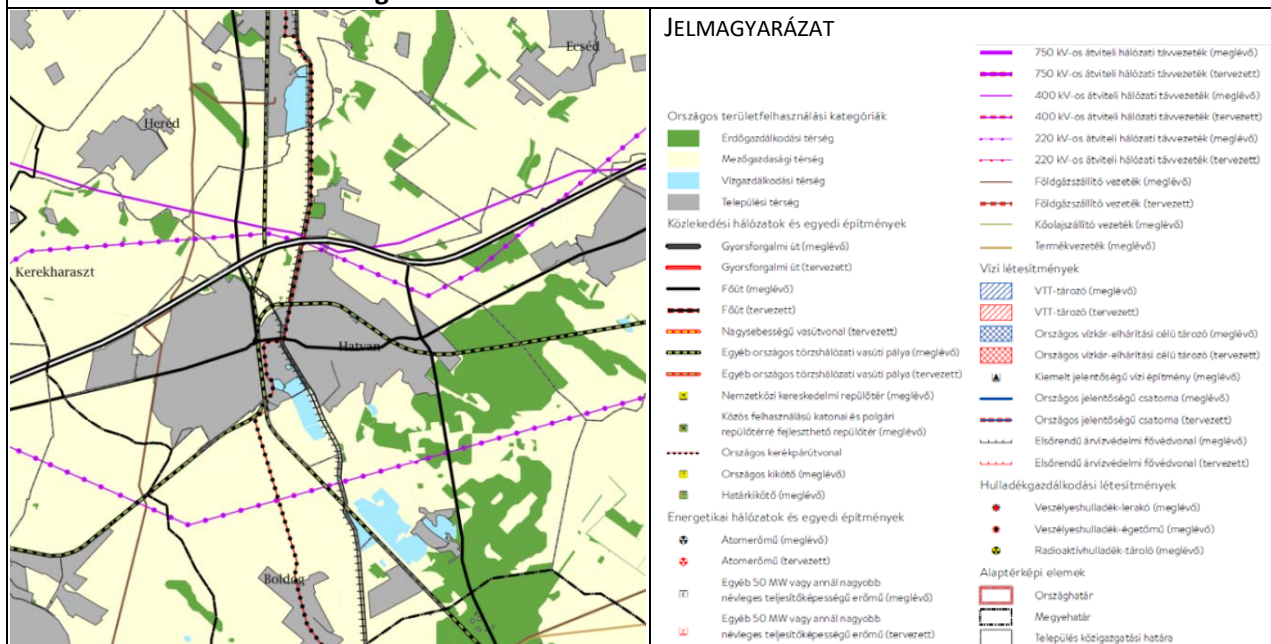 Ecséd
Heréd
Kerekharaszt
Hatvan
Boldog
JELMAGYARÁZAT
Országos területfelhasználási kategóriák
Erdőgazdálkodási térség
Mezőgazdasági térség
Vízgazdálkodási térség
Települési térség
Közlekedési hálózatok és egyedi építmények
Gyorsforgalmi út (meglévő)
Gyorsforgalmi út (tervezett)
Főút (meglévő)
Főút (tervezett)
Nagysebességű vasútvonal (tervezett)
Egyéb országos törzshálózati vasúti pálya (meglévő)
Egyéb országos törzshálózati vasúti pálya (tervezett)
Nemzetközi kereskedelmi repülőtér (meglévő)
Közös felhasználású katonai és polgári
repülőtérré fejleszthető repülőtér (meglévő)
Országos kerékpárútvonal
Országos kikötő (meglévő)
Határkikötő (meglévő)
Energetikai hálózatok és egyedi építmények
Atomerőmű (meglévő)
Atomerőmű (tervezett)
Egyéb 50 MW vagy annál nagyobb
névleges teljesítőképességű erőmű (meglévő)
Egyéb 50 MW vagy annál nagyobb
névleges teljesítőképességű erőmű (tervezett)
750 kV-os átviteli hálózati távvezeték (meglévő)
750 kV-os átviteli hálózati távvezeték (tervezett)
400 kV-os átviteli hálózati távvezeték (meglévő)
400 kV-os átviteli hálózati távvezeték (tervezett)
220 kV-os átviteli hálózati távvezeték (meglévő)
220 kV-os átviteli hálózati távvezeték (tervezett)
Földgázszállító vezeték (meglévő)
Földgázszállító vezeték (tervezett)
Kőolajszállító vezeték (meglévő)
Termékvezeték (meglévő)
Vízi létesítmények
VTT-tározó (meglévő)
VTT-tározó (tervezett)
Országos vízkár-elhárítási célú tározó (meglévő)
Országos vízkár-elhárítási célú tározó (tervezett)
Kiemelt jelentőségű vízi építmény (meglévő)
Országos jelentőségű csatorna (meglévő)
Országos jelentőségű csatorna (tervezett)
Elsőrendű árvízvédelmi fővédvonal (meglévő)
Elsőrendű árvízvédelmi fővédvonal (tervezett)
Hulladékgazdálkodási létesítmények
Veszélyeshulladék-lerakó (meglévő)
Veszélyeshulladék-égetőmű (meglévő)
Radioaktívhulladék-tároló (meglévő)
Alaptérképi elemek
Országhatár
Megyehatár
Település közigazgatási határa